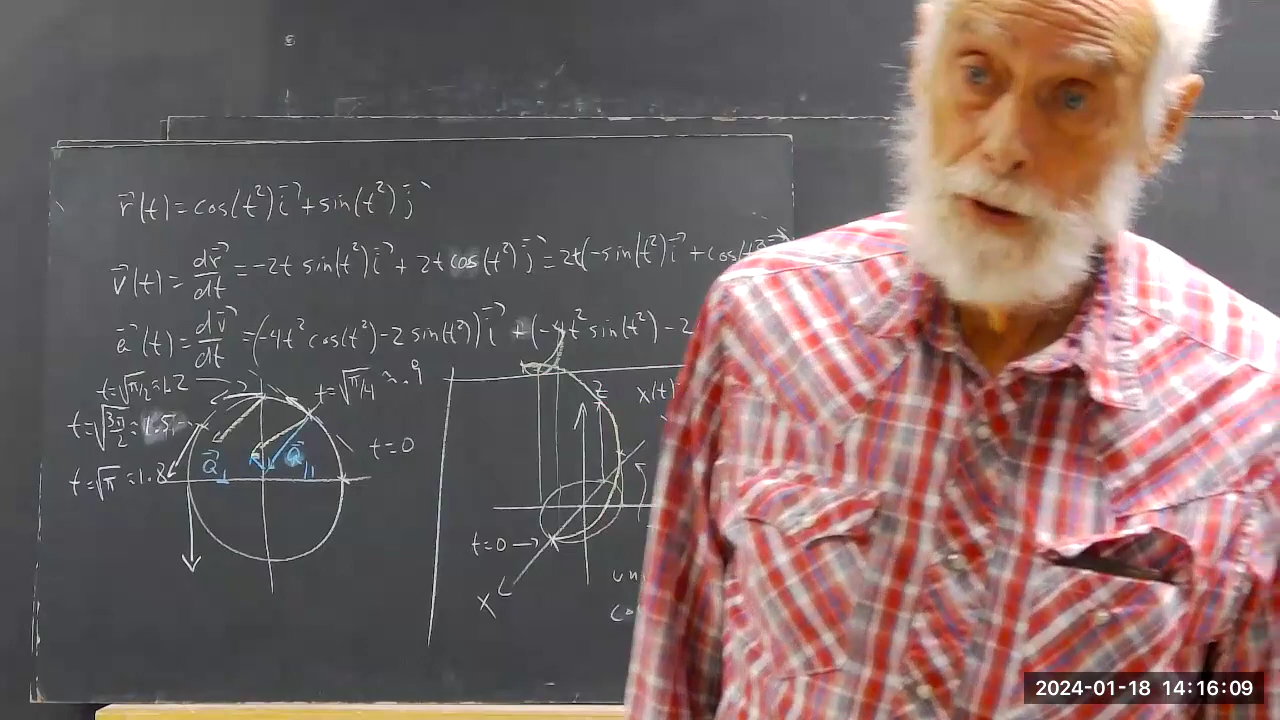 r⃗(t) = cos(t²)i⃗ + sin(t²)j⃗
v⃗(t) = dr⃗/dt = -2t sin(t²)i⃗ + 2t cos(t²)j⃗ = 2t(-sin(t²)i⃗ + cos(t²)j⃗
a⃗(t) = dv⃗/dt = (-4t² cos(t²) - 2 sin(t²))i⃗ + (-4t² sin(t²) - 2
t=√π/2≈1.2
t=√π/4≈.9
t=√3π/2≈1.5
t=0
t=√π≈1.8
z
x(t)
t=0→
x
2024-01-18 14:16:09